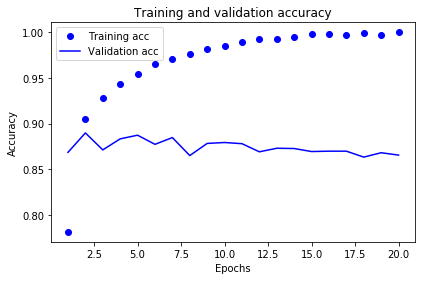 Training and validation accuracy
Training acc
Validation acc
Accuracy
1.00
0.95
0.90
0.85
0.80
2.5 5.0 7.5 10.0 12.5 15.0 17.5 20.0
Epochs